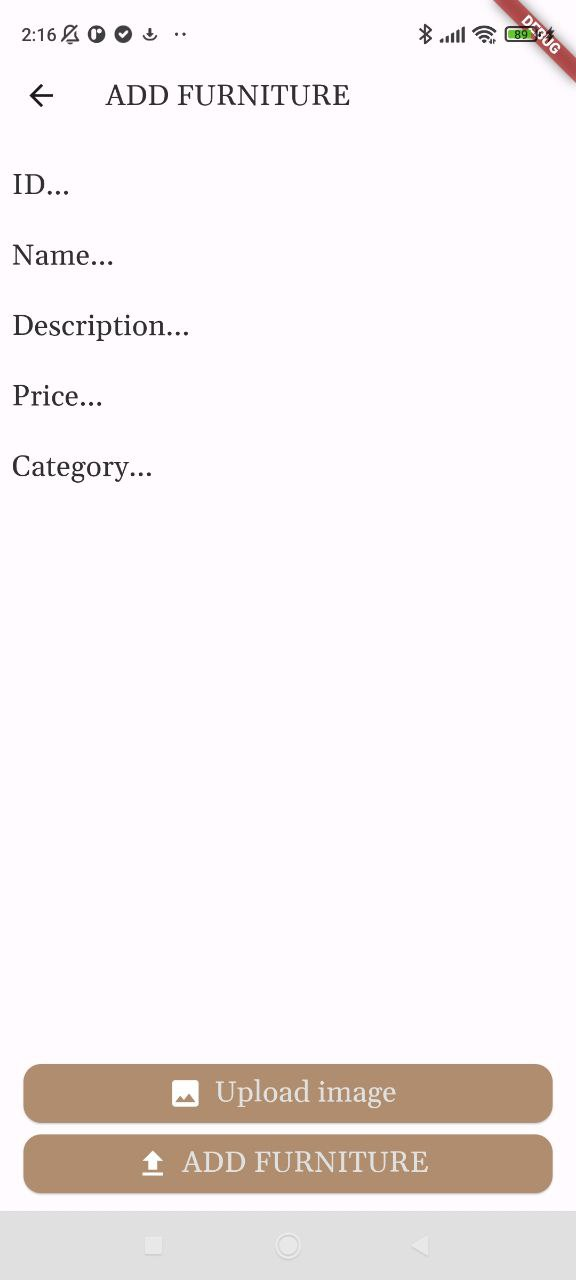 2:16
89
DEBUG
ADD FURNITURE
ID...
Name...
Description...
Price...
Category...
Upload image
ADD FURNITURE